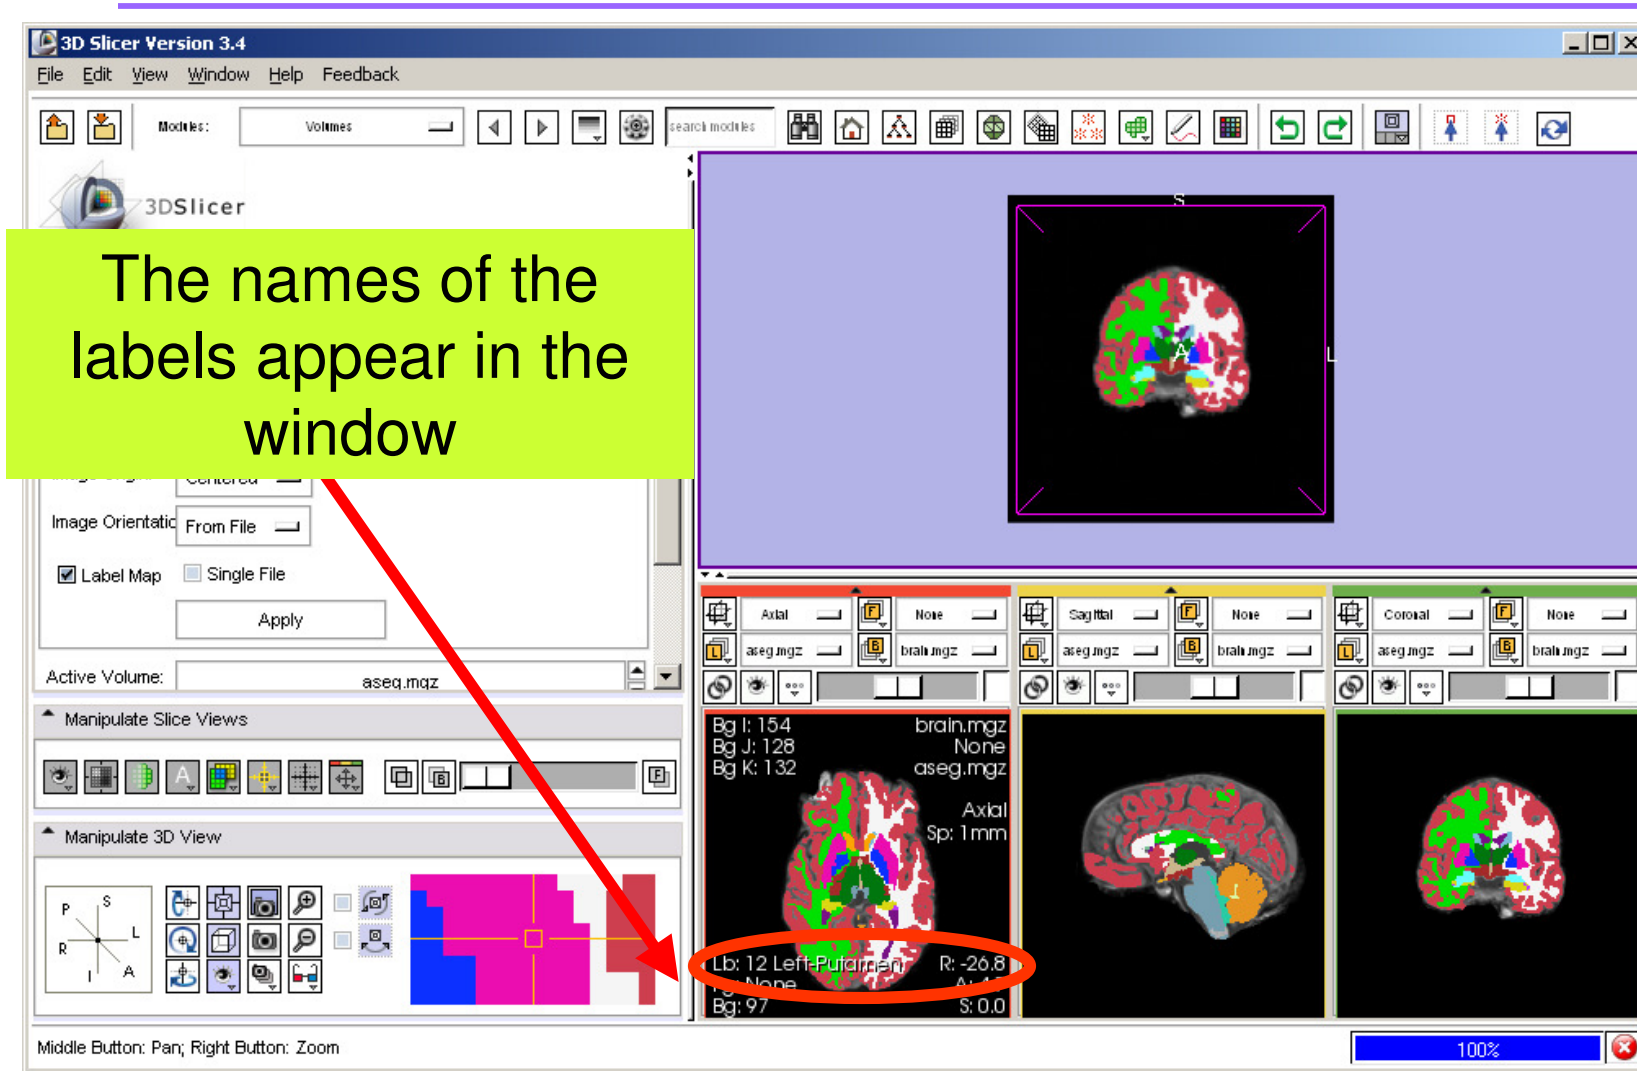 3D Slicer Version 3.4
File Edit View Window Help Feedback
Modules: Volumes search modules
3DSlicer
The names of the
labels appear in the
window
Centered
Image Orientatic From File
Label Map Single File
Apply
Active Volume: aseg.mgz
Manipulate Slice Views
A B F
Manipulate 3D View
P S
R L
I A
S
A L
Axial F None
L aseg.mgz B brain.mgz
Sagittal F None
L aseg.mgz B brain.mgz
Coronal F None
L aseg.mgz B brain.mgz
Bg I: 154 brain.mgz
Bg J: 128 None
Bg K: 132 aseg.mgz
Axial
Sp: 1mm
Lb: 12 Left-Putamen R: -26.8
None
Bg: 97 S: 0.0
Middle Button: Pan; Right Button: Zoom
100%